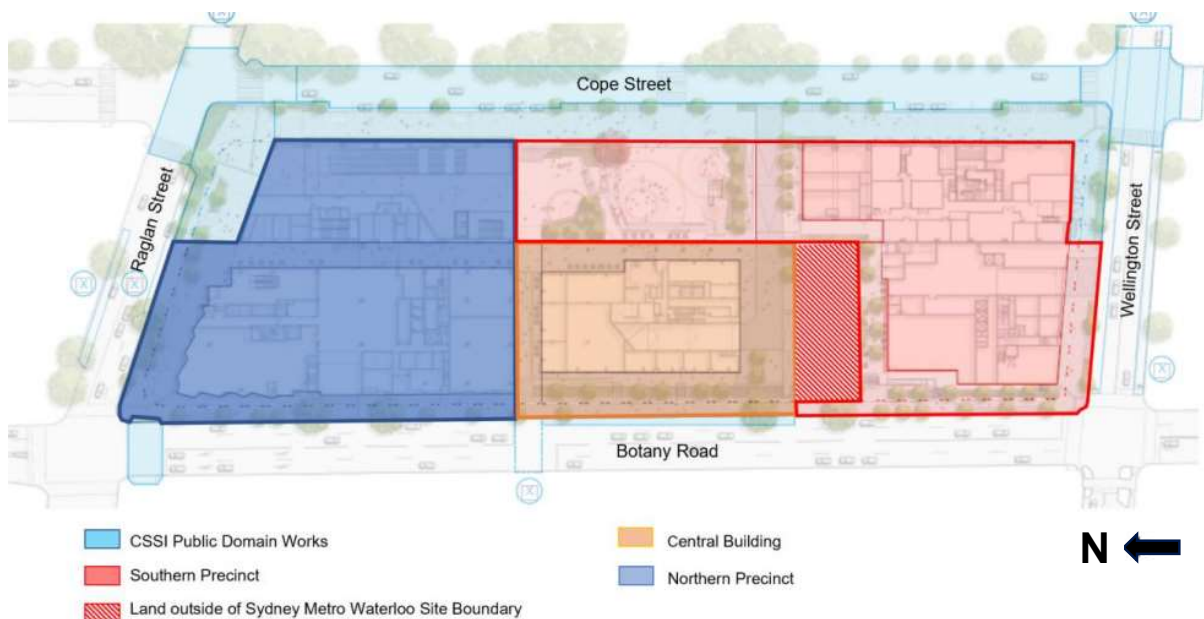 Cope Street
Raglan Street
Wellington Street
Botany Road
CSSI Public Domain Works
Southern Precinct
Land outside of Sydney Metro Waterloo Site Boundary
Central Building
Northern Precinct
N